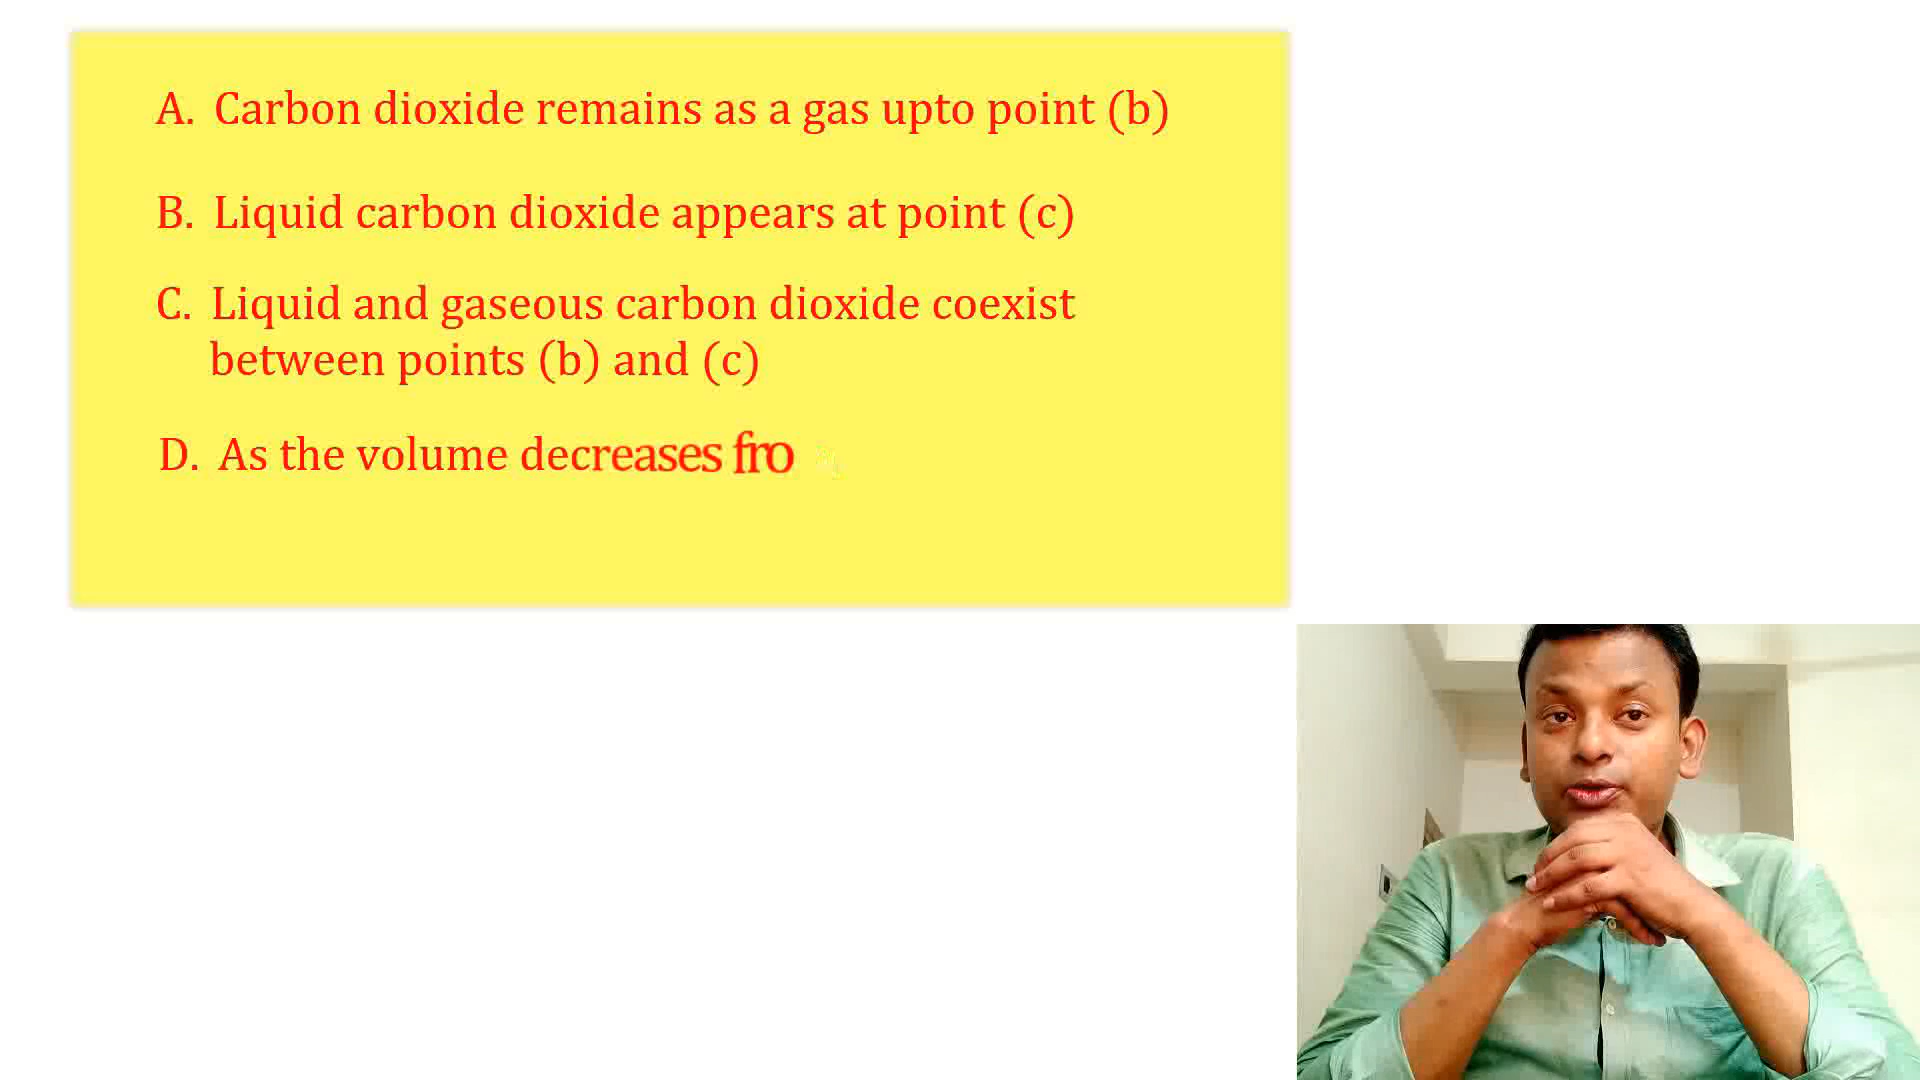 A. Carbon dioxide remains as a gas upto point (b)
B. Liquid carbon dioxide appears at point (c)
C. Liquid and gaseous carbon dioxide coexist
between points (b) and (c)
D. As the volume decreases fro